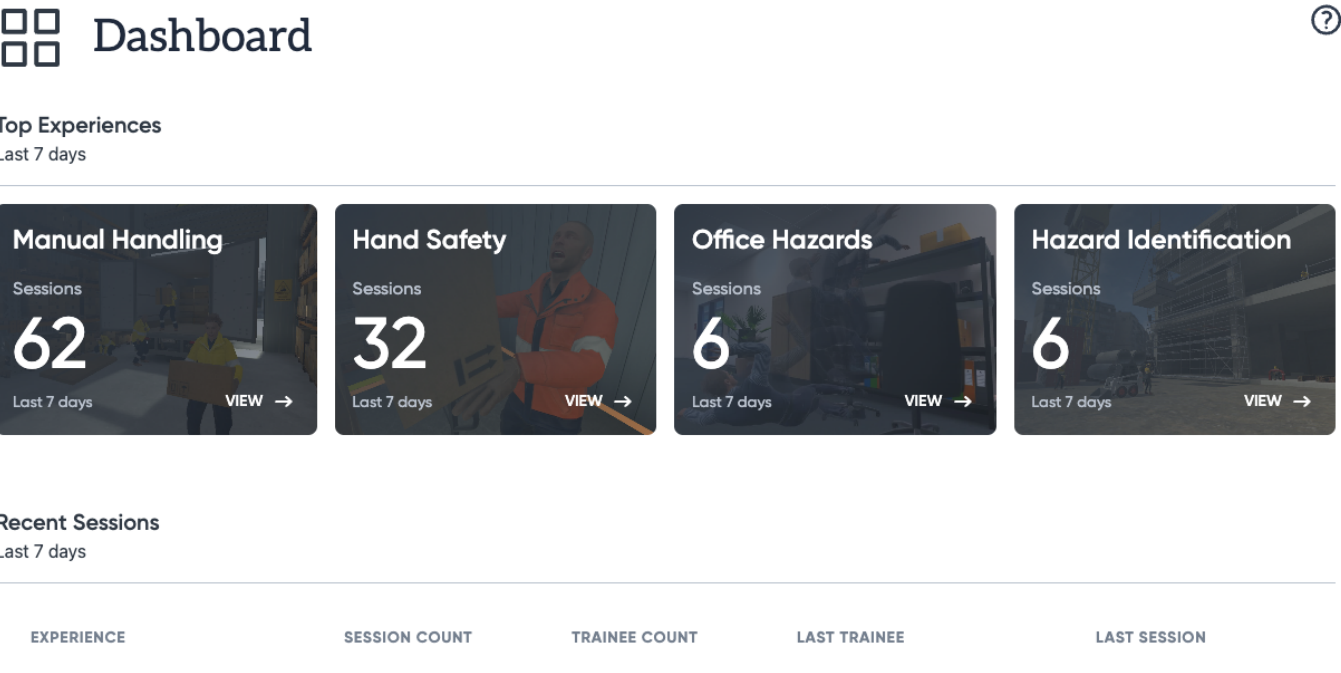 Dashboard
Top Experiences
Last 7 days
Manual Handling
Sessions
62
Last 7 days
VIEW →
Hand Safety
Sessions
32
Last 7 days
VIEW →
Office Hazards
Sessions
6
Last 7 days
VIEW →
Hazard Identification
Sessions
6
Last 7 days
VIEW →
Recent Sessions
Last 7 days
EXPERIENCE SESSION COUNT TRAINEE COUNT LAST TRAINEE LAST SESSION